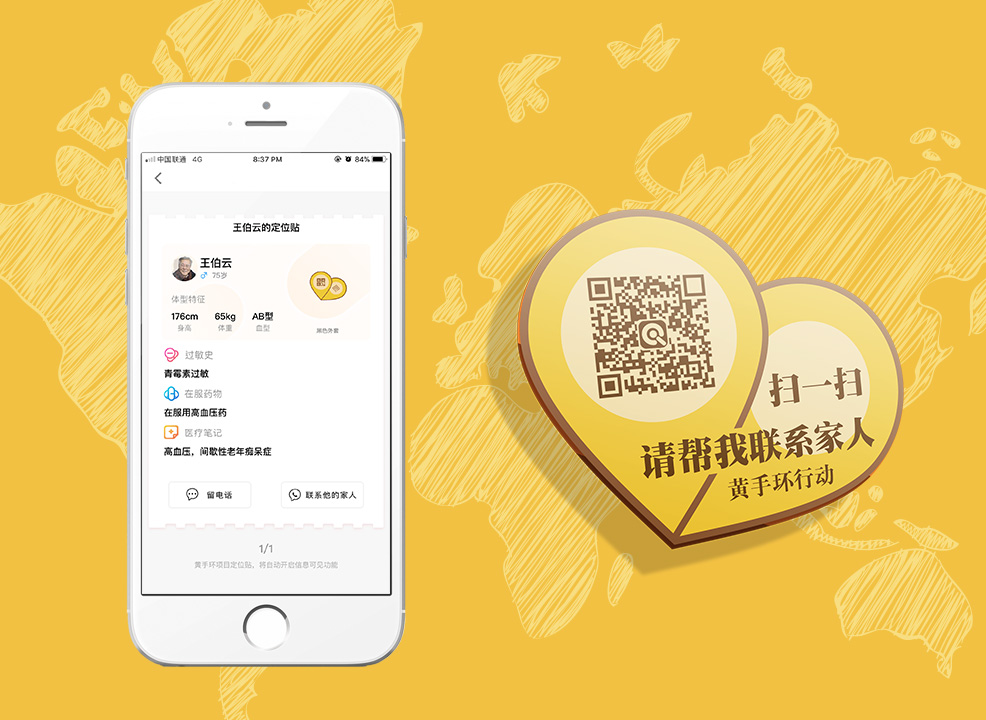 中国联通 4G 8:37 PM 84%
王伯云的定位贴
王伯云
75岁
体型特征
176cm 65kg AB型
身高 体重 血型
黑色外套
过敏史
青霉素过敏
在服药物
在服用高血压药
医疗笔记
高血压，间歇性老年痴呆症
留电话 联系他的家人
1/1
黄手环项目定位贴，将自动开启信息可见功能
扫一扫
请帮我联系家人
黄手环行动